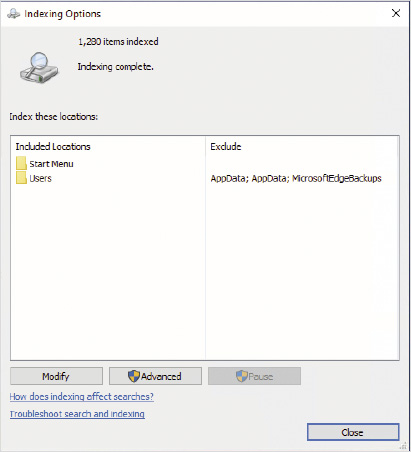 Indexing Options
1,280 items indexed
Indexing complete.
Index these locations:
Included Locations Exclude
Start Menu
Users AppData; AppData; MicrosoftEdgeBackups
Modify Advanced Pause
How does indexing affect searches?
Troubleshoot search and indexing
Close